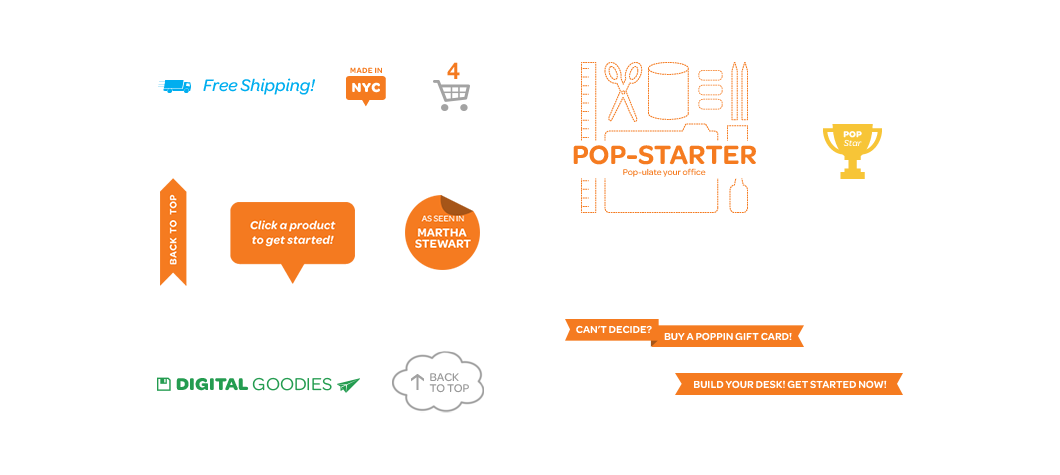 Free Shipping!
MADE IN
NYC
4
BACK TO TOP
Click a product
to get started!
AS SEEN IN
MARTHA
STEWART
DIGITAL GOODIES
BACK
TO TOP
POP-STARTER
Pop-ulate your office.
POP
Star
CAN'T DECIDE?
BUY A POPPIN GIFT CARD!
BUILD YOUR DESK! GET STARTED NOW!